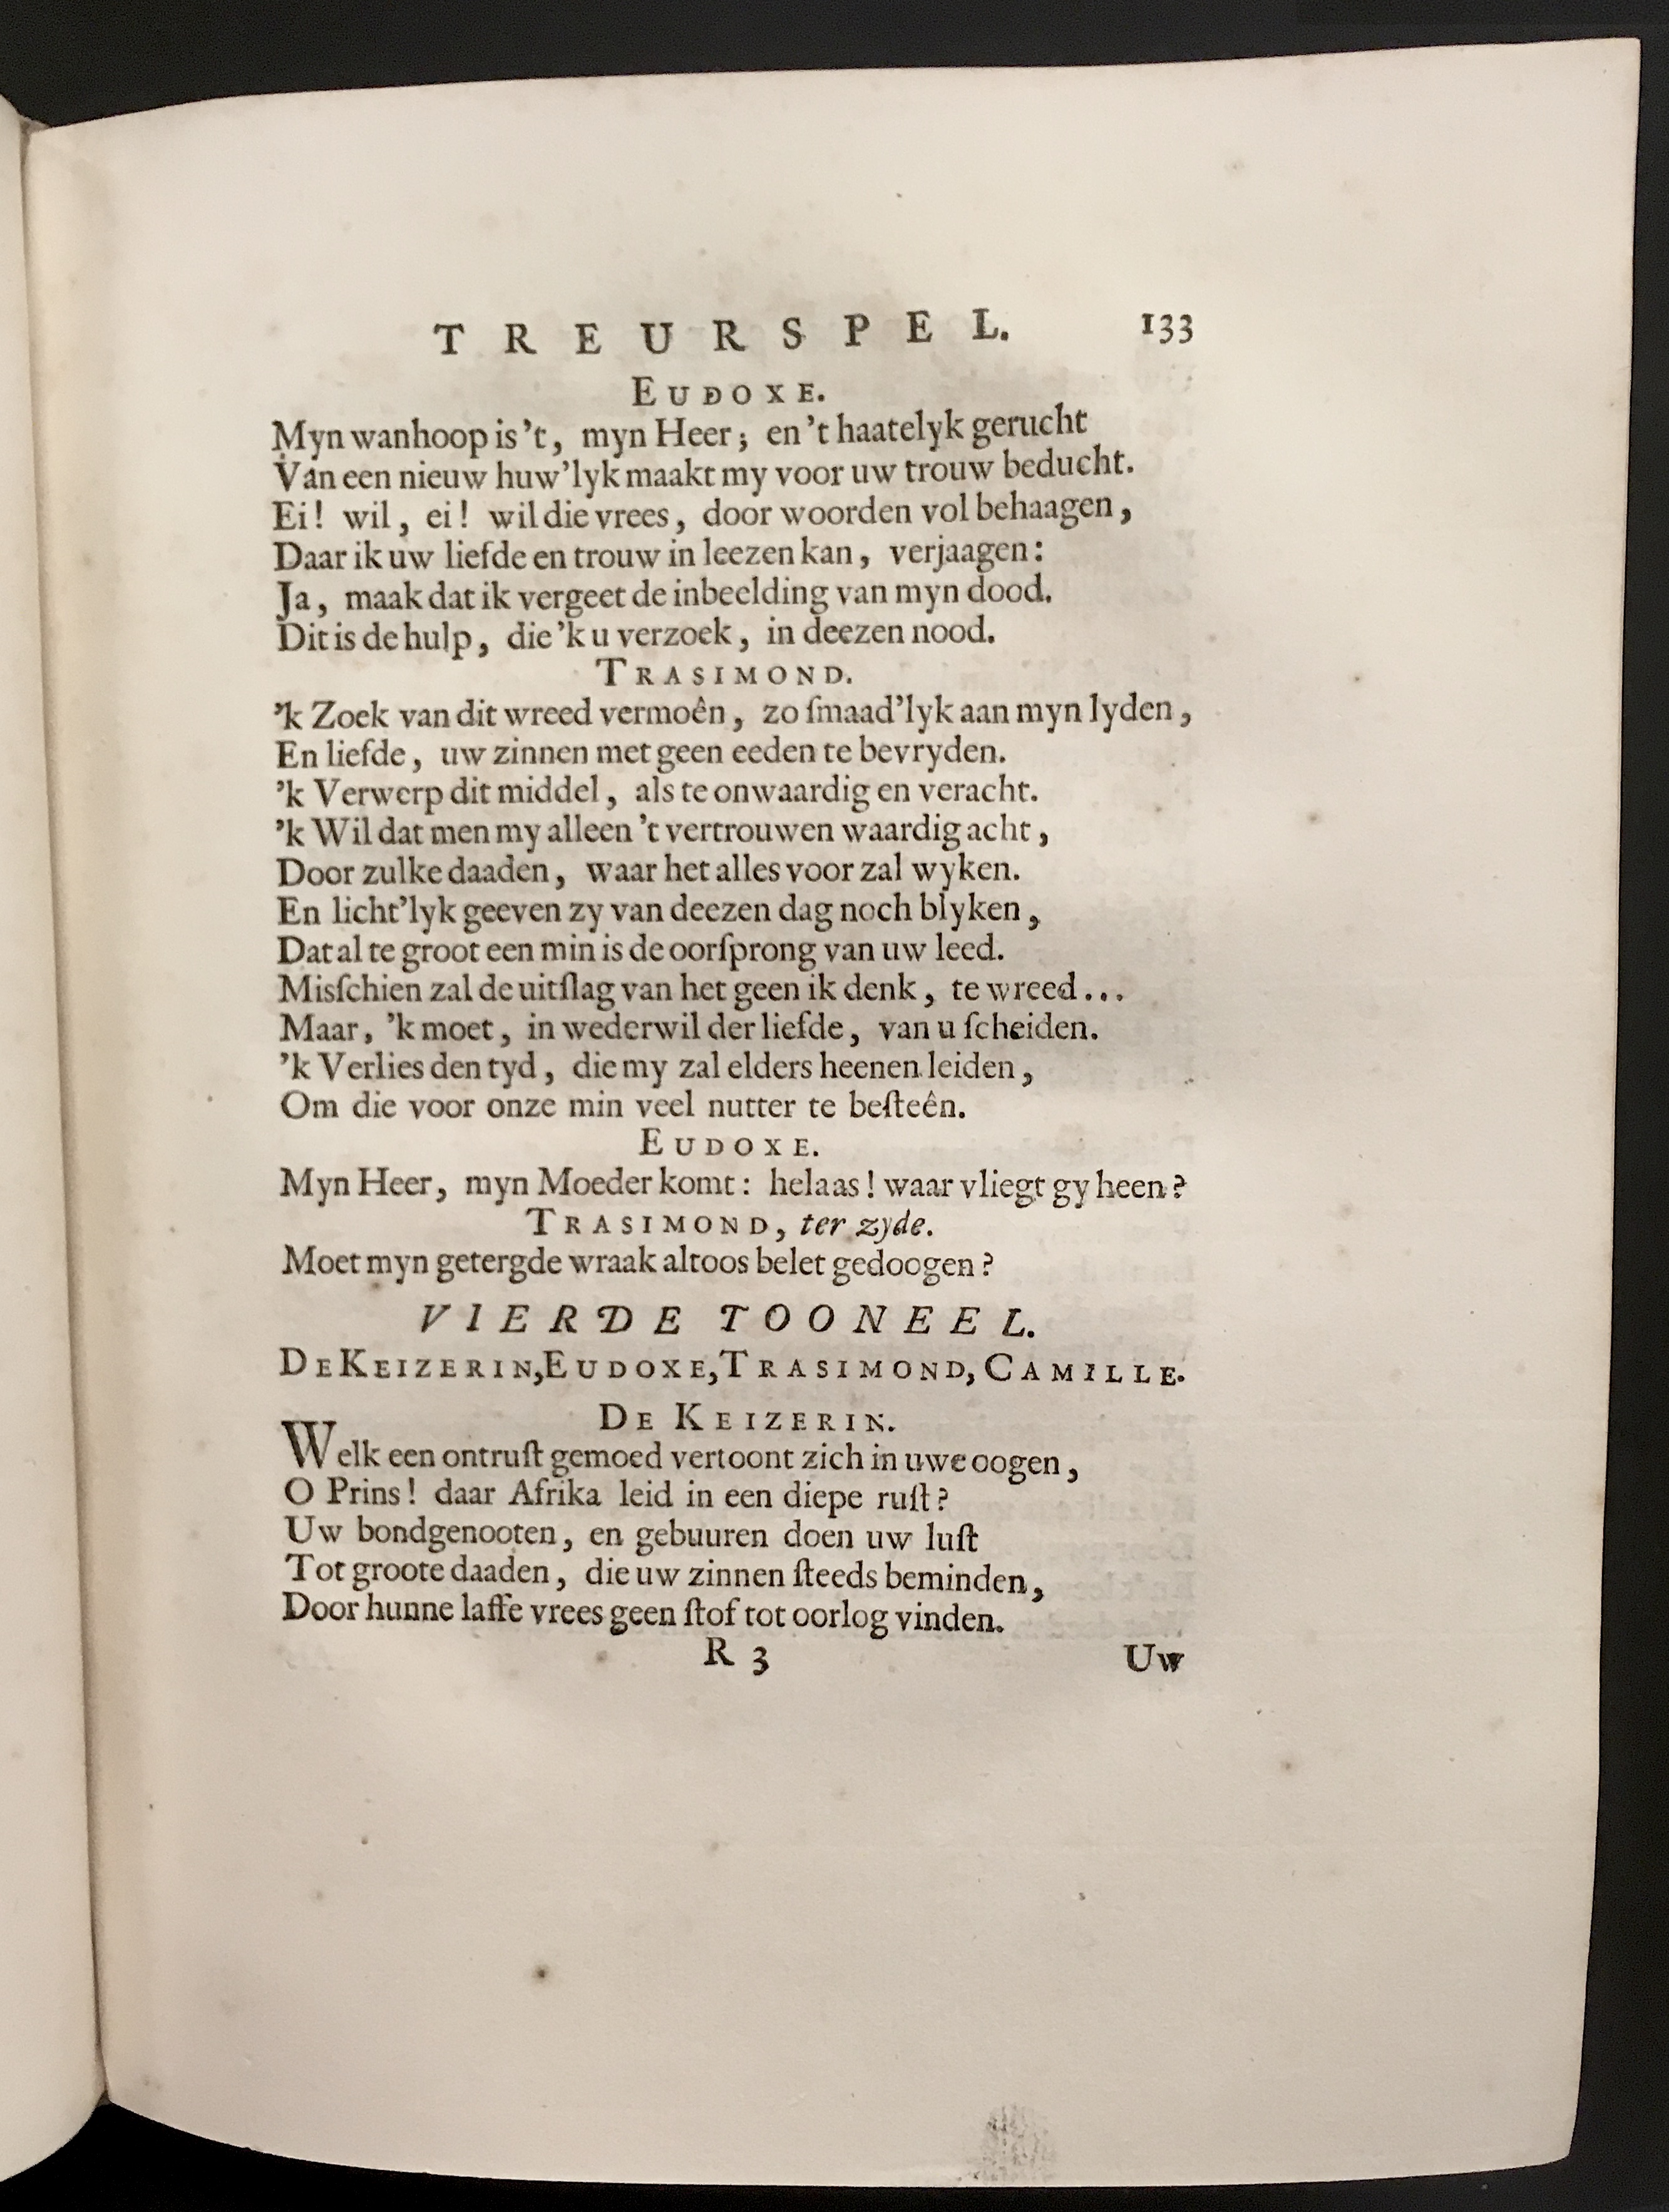 TREURSPEL. 133
EUDOXE.
Myn wanhoop is 't, myn Heer; en 't haatelyk gerucht
Van een nieuw huw'lyk maakt my voor uw trouw beducht.
Ei! wil, ei! wil die vrees, door woorden vol behaagen,
Daar ik uw liefde en trouw in leezen kan, verjaagen:
Ja, maak dat ik vergeet de inbeelding van myn dood.
Dit is de hulp, die 'k u verzoek, in deezen nood.
TRASIMOND.
'k Zoek van dit wreed vermoên, zo ſmaad'lyk aan myn lyden,
En liefde, uw zinnen met geen eeden te bevryden.
'k Verwerp dit middel, als te onwaardig en veracht.
'k Wil dat men my alleen 't vertrouwen waardig acht,
Door zulke daaden, waar het alles voor zal wyken.
En licht'lyk geeven zy van deezen dag noch blyken,
Dat al te groot een min is de oorſprong van uw leed.
Misſchien zal de uitſlag van het geen ik denk, te wreed...
Maar, 'k moet, in wederwil der liefde, van u ſcheiden.
'k Verlies den tyd, die my zal elders heenen leiden,
Om die voor onze min veel nutter te beſteên.
EUDOXE.
Myn Heer, myn Moeder komt: helaas! waar vliegt gy heen?
TRASIMOND, ter zyde.
Moet myn getergde wraak altoos belet gedoogen?
VIERDE TOONEEL.
DE KEIZERIN, EUDOXE, TRASIMOND, CAMILLE.
DE KEIZERIN.
Welk een ontruſt gemoed vertoont zich in uwe oogen,
O Prins! daar Afrika leid in een diepe ruſt?
Uw bondgenooten, en gebuuren doen uw luſt
Tot groote daaden, die uw zinnen ſteeds beminden,
Door hunne laffe vrees geen ſtof tot oorlog vinden.
R 3 Uw